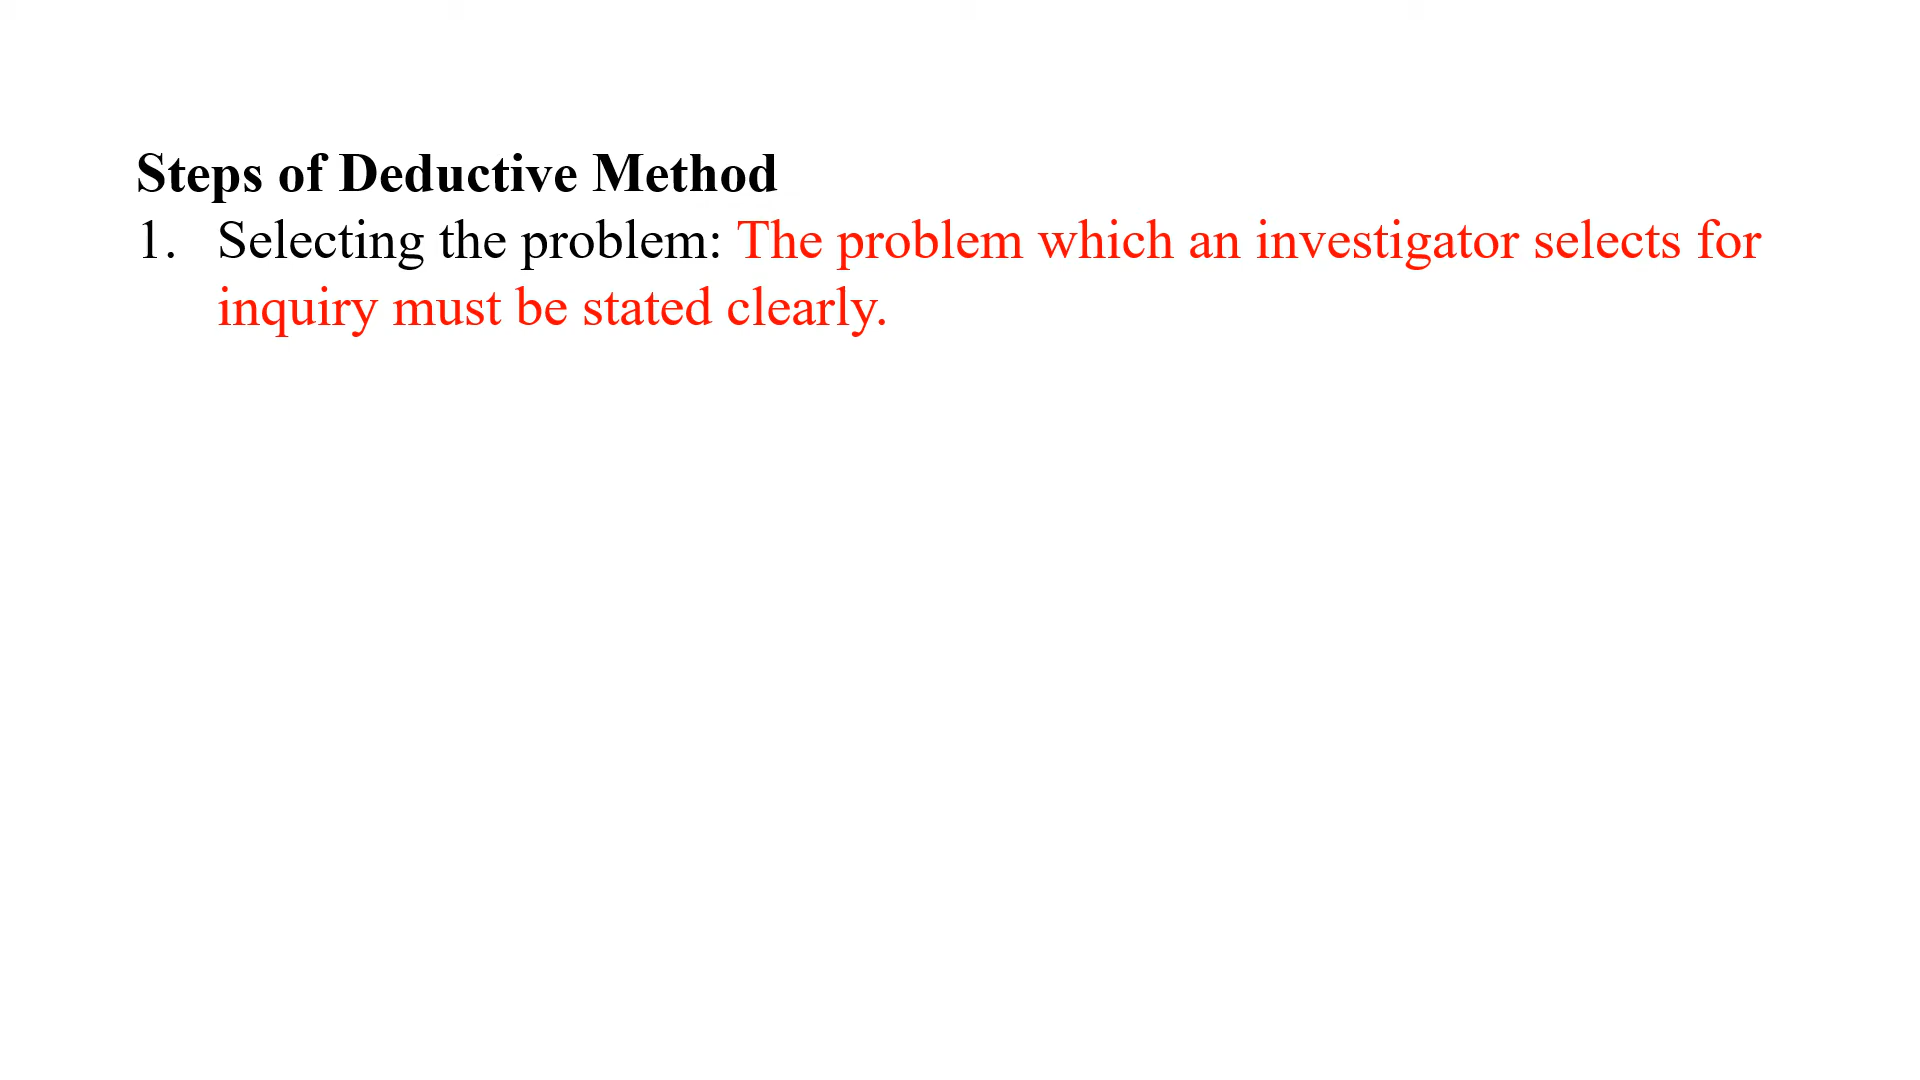 Steps of Deductive Method
1. Selecting the problem: The problem which an investigator selects for
inquiry must be stated clearly.